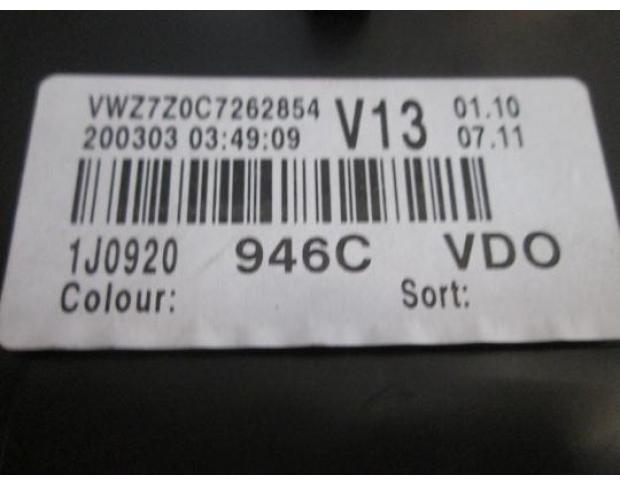 VWZ7Z0C7262854 V13 01.10
200303 03:49:09 07.11
1J0920 946C VDO
Colour: Sort: